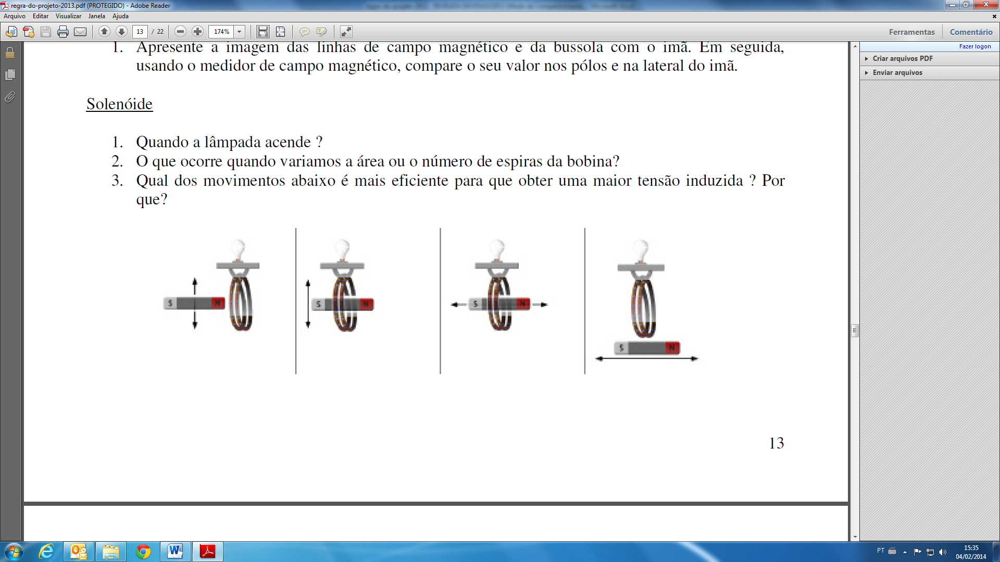 regra-do-projeto-2013.pdf (PROTEGIDO) - Adobe Reader
Arquivo Editar Visualizar Janela Ajuda
13 / 22 174% Ferramentas Comentário
Fazer logon
Criar arquivos PDF
Enviar arquivos
1. Apresente a imagem das linhas de campo magnético e da bussola com o imã. Em seguida,
usando o medidor de campo magnético, compare o seu valor nos pólos e na lateral do imã.
Solenóide
1. Quando a lâmpada acende ?
2. O que ocorre quando variamos a área ou o número de espiras da bobina?
3. Qual dos movimentos abaixo é mais eficiente para que obter uma maior tensão induzida ? Por
que?
S N
S N
S N
S N
13
PT 15:35
04/02/2014